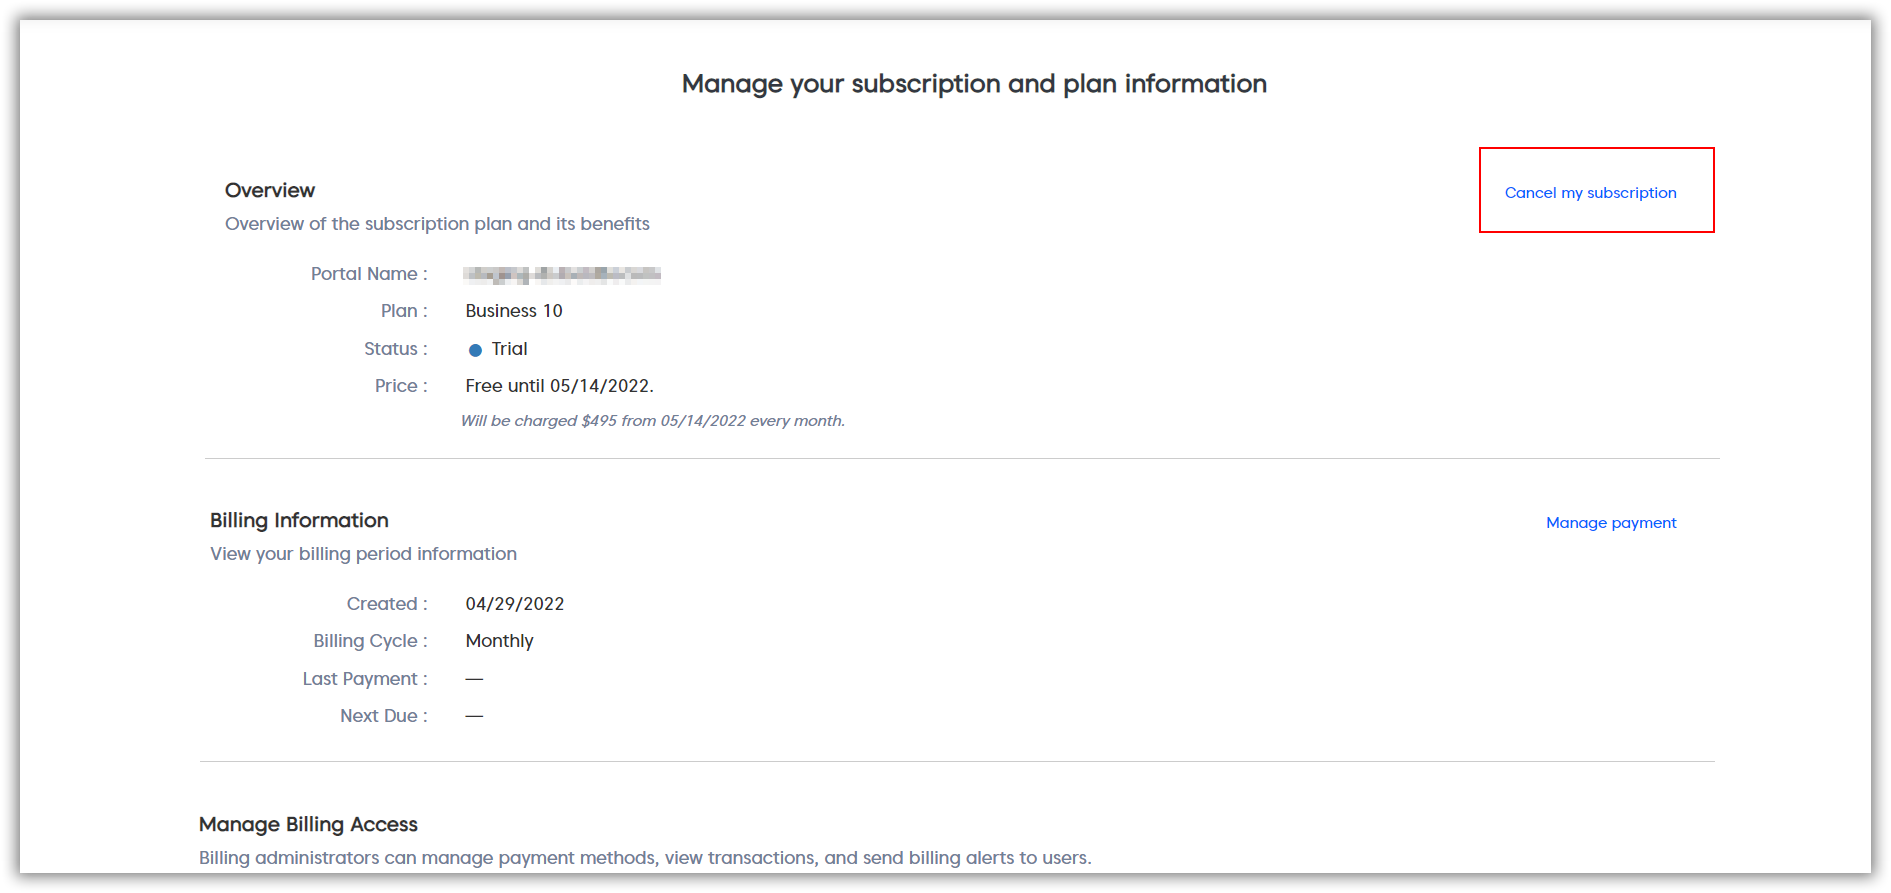 Manage your subscription and plan information
Overview
Cancel my subscription
Overview of the subscription plan and its benefits
Portal Name :
Plan : Business 10
Status : Trial
Price : Free until 05/14/2022.
Will be charged $495 from 05/14/2022 every month.
Billing Information
Manage payment
View your billing period information
Created : 04/29/2022
Billing Cycle : Monthly
Last Payment : —
Next Due : —
Manage Billing Access
Billing administrators can manage payment methods, view transactions, and send billing alerts to users.